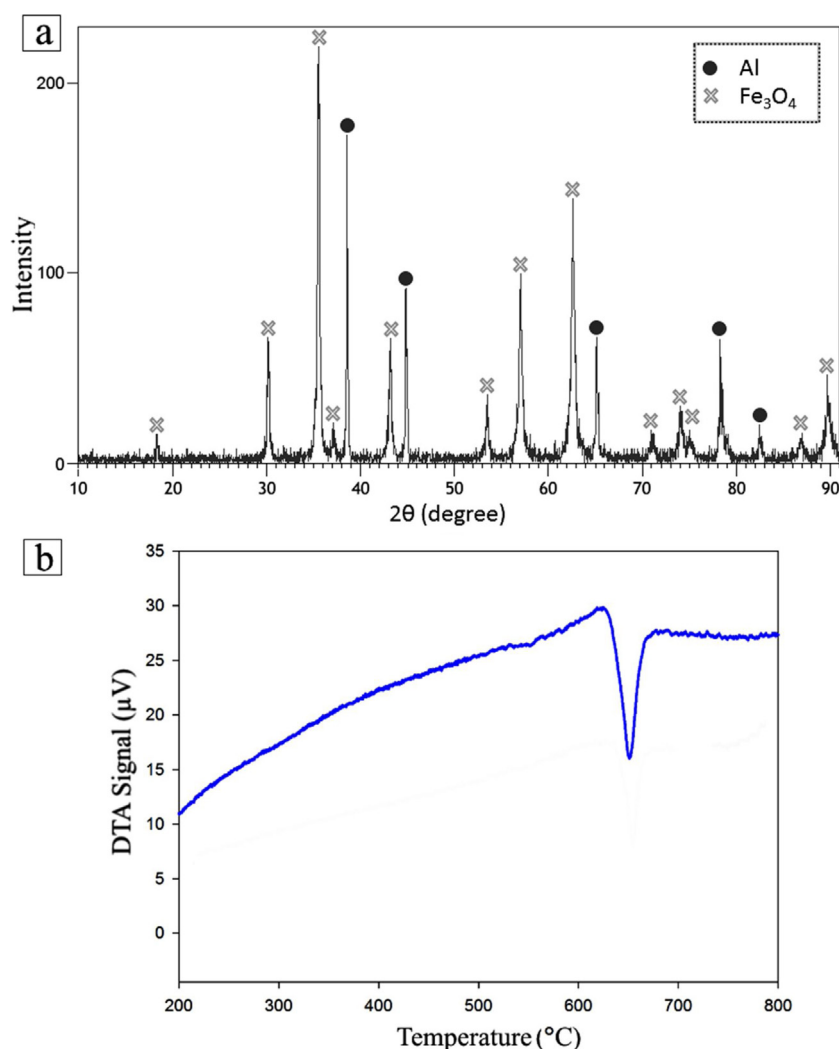 a
Al
Fe₃O₄
200
100
0
Intensity
10 20 30 40 50 60 70 80 90
2θ (degree)
b
35
30
25
20
15
10
5
0
DTA Signal (µV)
200 300 400 500 600 700 800
Temperature (°C)